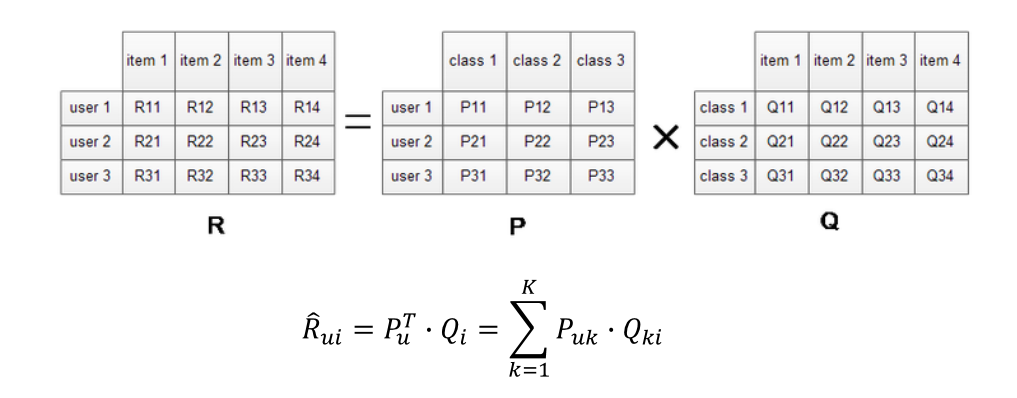 item 1 item 2 item 3 item 4
user 1 R11 R12 R13 R14
user 2 R21 R22 R23 R24
user 3 R31 R32 R33 R34
R
=
class 1 class 2 class 3
user 1 P11 P12 P13
user 2 P21 P22 P23
user 3 P31 P32 P33
P
×
item 1 item 2 item 3 item 4
class 1 Q11 Q12 Q13 Q14
class 2 Q21 Q22 Q23 Q24
class 3 Q31 Q32 Q33 Q34
Q
R̂_{ui} = P_u^T · Q_i = \sum_{k=1}^{K} P_{uk} · Q_{ki}